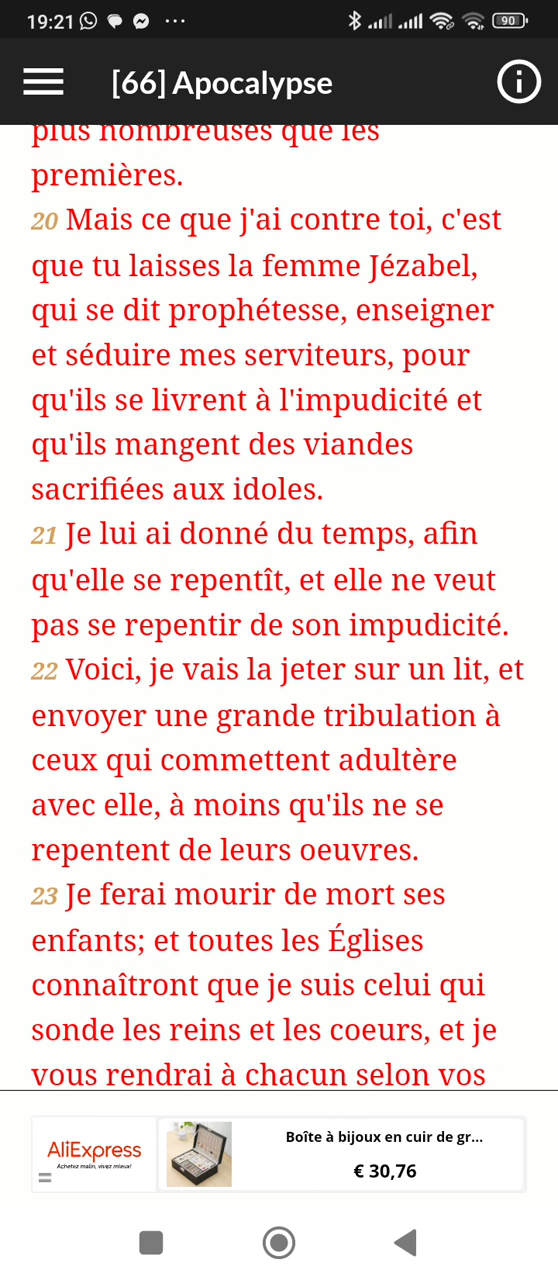 19:21
90
[66] Apocalypse
plus nombreuses que les
premières.
20 Mais ce que j'ai contre toi, c'est
que tu laisses la femme Jézabel,
qui se dit prophétesse, enseigner
et séduire mes serviteurs, pour
qu'ils se livrent à l'impudicité et
qu'ils mangent des viandes
sacrifiées aux idoles.
21 Je lui ai donné du temps, afin
qu'elle se repentît, et elle ne veut
pas se repentir de son impudicité.
22 Voici, je vais la jeter sur un lit, et
envoyer une grande tribulation à
ceux qui commettent adultère
avec elle, à moins qu'ils ne se
repentent de leurs oeuvres.
23 Je ferai mourir de mort ses
enfants; et toutes les Églises
connaîtront que je suis celui qui
sonde les reins et les coeurs, et je
vous rendrai à chacun selon vos
AliExpress
Achetez malin, vivez mieux!
Boîte à bijoux en cuir de gr...
€ 30,76